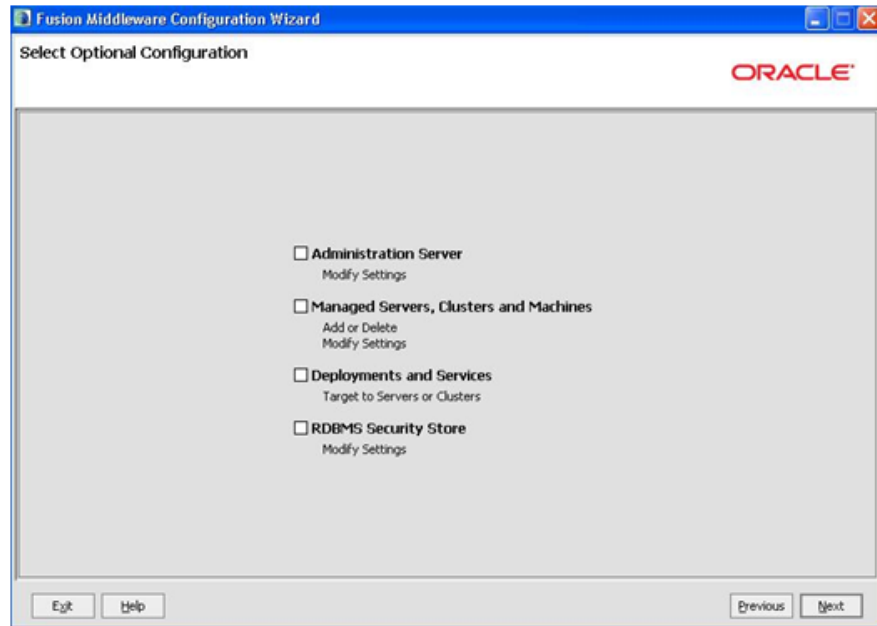 Fusion Middleware Configuration Wizard
Select Optional Configuration
ORACLE
Administration Server
Modify Settings
Managed Servers, Clusters and Machines
Add or Delete
Modify Settings
Deployments and Services
Target to Servers or Clusters
RDBMS Security Store
Modify Settings
Exit Help Previous Next